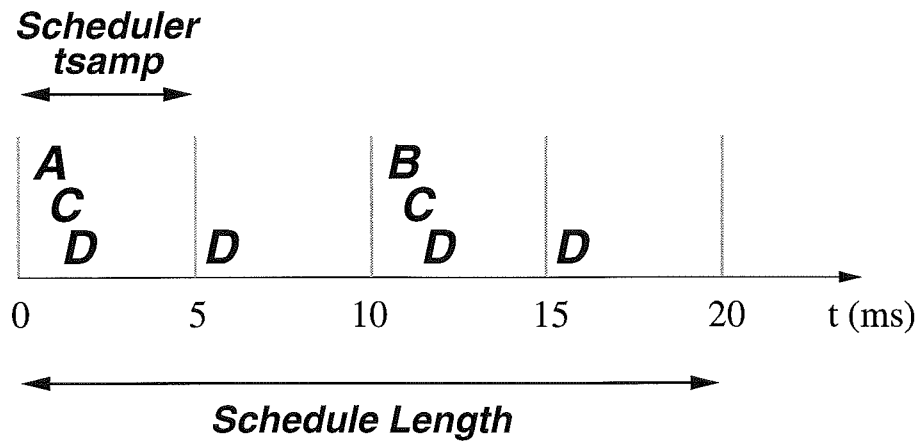 Scheduler
tsamp
A B
C C
D D D D
0 5 10 15 20 t (ms)
Schedule Length